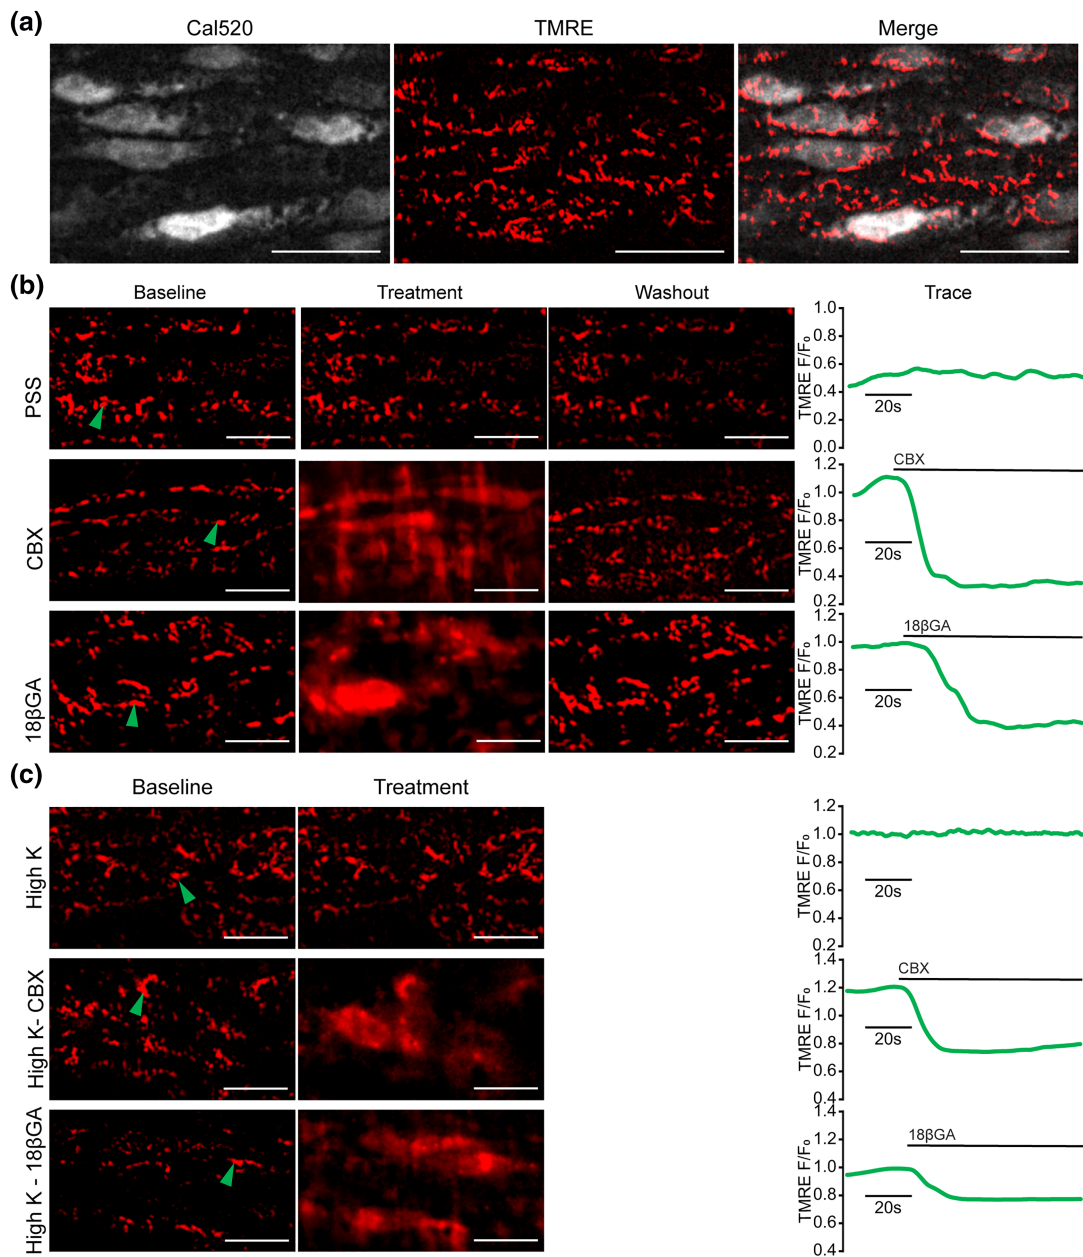 (a)
Cal520
TMRE
Merge
(b)
Baseline
Treatment
Washout
Trace
PSS
TMRE F/F₀
1.0
0.8
0.6
0.4
0.2
0.0
20s
CBX
TMRE F/F₀
1.2
1.0
0.8
0.6
0.4
0.2
CBX
20s
18βGA
TMRE F/F₀
1.2
1.0
0.8
0.6
0.4
0.2
18βGA
20s
(c)
Baseline
Treatment
High K
TMRE F/F₀
1.2
1.0
0.8
0.6
0.4
0.2
20s
High K- CBX
TMRE F/F₀
1.4
1.2
1.0
0.8
0.6
0.4
CBX
20s
High K - 18βGA
TMRE F/F₀
1.4
1.2
1.0
0.8
0.6
0.4
18βGA
20s